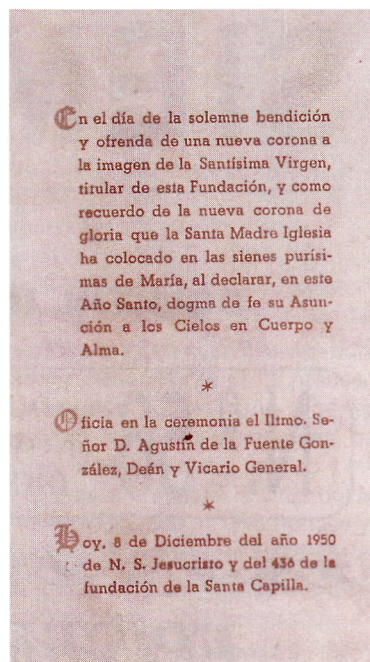 En el día de la solemne bendición
y ofrenda de una nueva corona a
la imagen de la Santísima Virgen,
titular de esta Fundación, y como
recuerdo de la nueva corona de
gloria que la Santa Madre Iglesia
ha colocado en las sienes purísi-
mas de María, al declarar, en este
Año Santo, dogma de fe su Asun-
ción a los Cielos en Cuerpo y
Alma.
*
Oficia en la ceremonia el Iltmo. Se-
ñor D. Agustín de la Fuente Gon-
zález, Deán y Vicario General.
*
Hoy, 8 de Diciembre del año 1950
de N. S. Jesucristo y del 436 de la
fundación de la Santa Capilla.